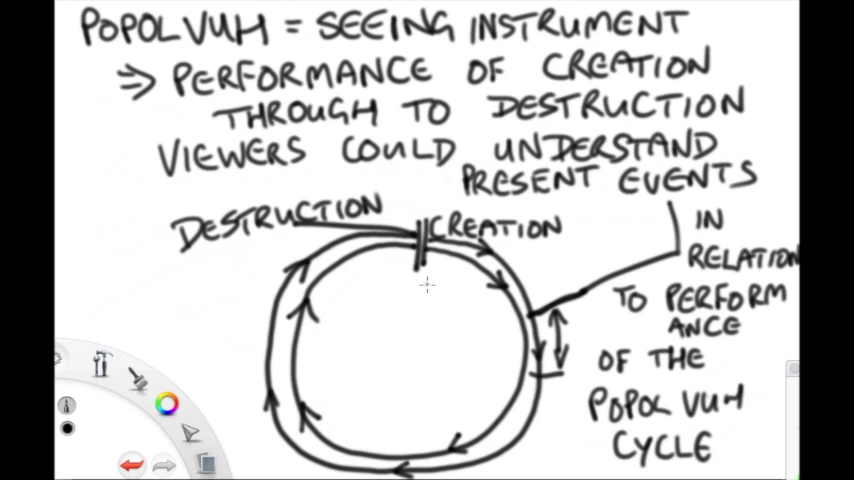 POPOL VUH = SEEING INSTRUMENT
⇒ PERFORMANCE OF CREATION
THROUGH TO DESTRUCTION
VIEWERS COULD UNDERSTAND
PRESENT EVENTS
IN
RELATION
TO PERFORM
ANCE
OF THE
POPOL VUH
CYCLE
DESTRUCTION
CREATION